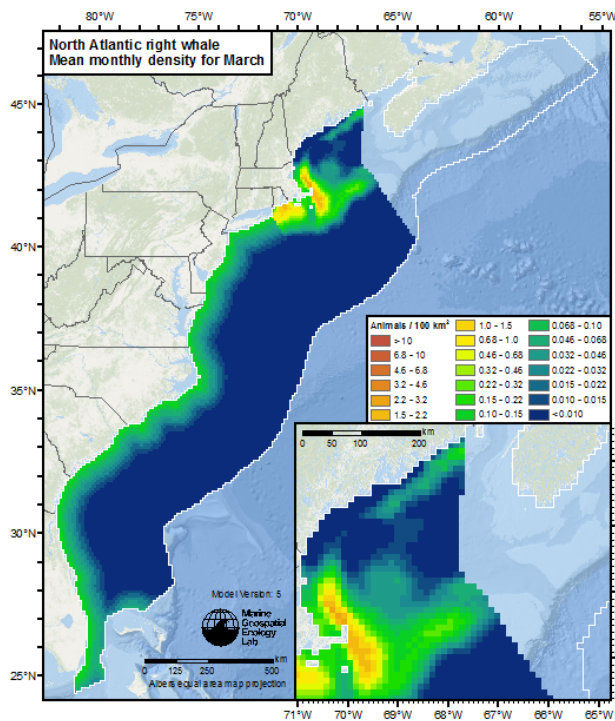 80°W 75°W 70°W 65°W 60°W 55°W
North Atlantic right whale
Mean monthly density for March
45°N
40°N
35°N
30°N
25°N
Animals / 100 km²
> 10
6.8 - 10
4.6 - 6.8
3.2 - 4.6
2.2 - 3.2
1.5 - 2.2
1.0 - 1.5
0.68 - 1.0
0.46 - 0.68
0.32 - 0.46
0.22 - 0.32
0.15 - 0.22
0.10 - 0.15
0.068 - 0.10
0.046 - 0.068
0.032 - 0.046
0.022 - 0.032
0.015 - 0.022
0.010 - 0.015
<0.010
km
0 50 100 200
Model Version: 5
Marine
Geospatial
Ecology
Lab
km
0 125 250 500
Albers equal area map projection
71°W 70°W 69°W 68°W 67°W 66°W 65°W